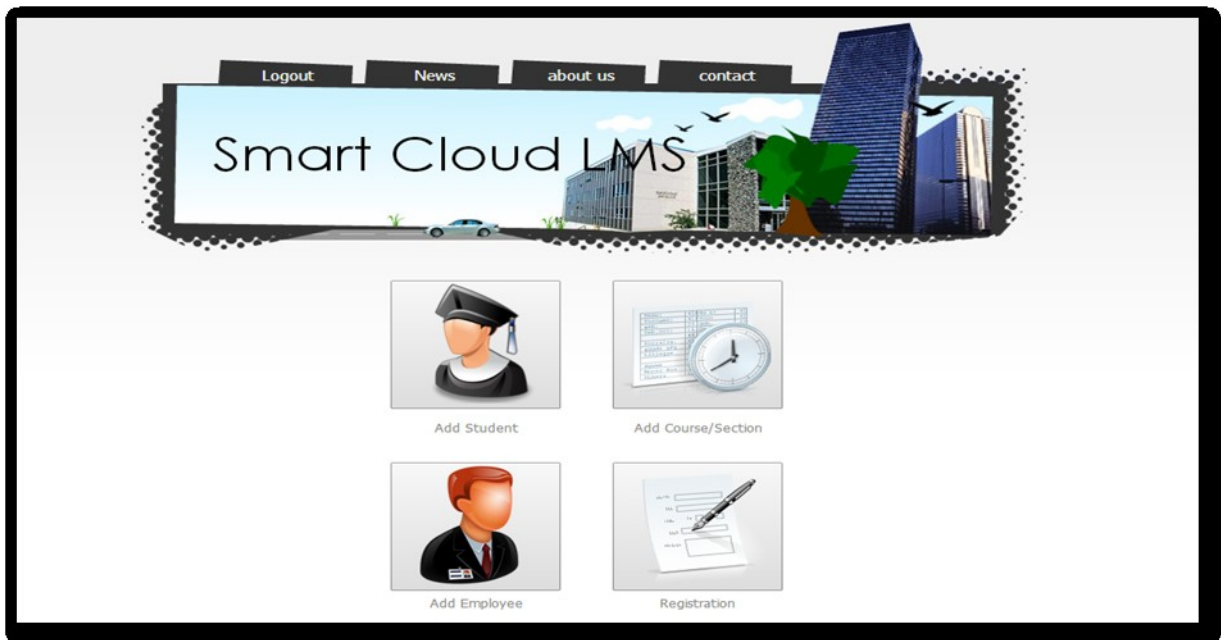 Logout News about us contact
Smart Cloud LMS
Add Student Add Course/Section
Add Employee Registration